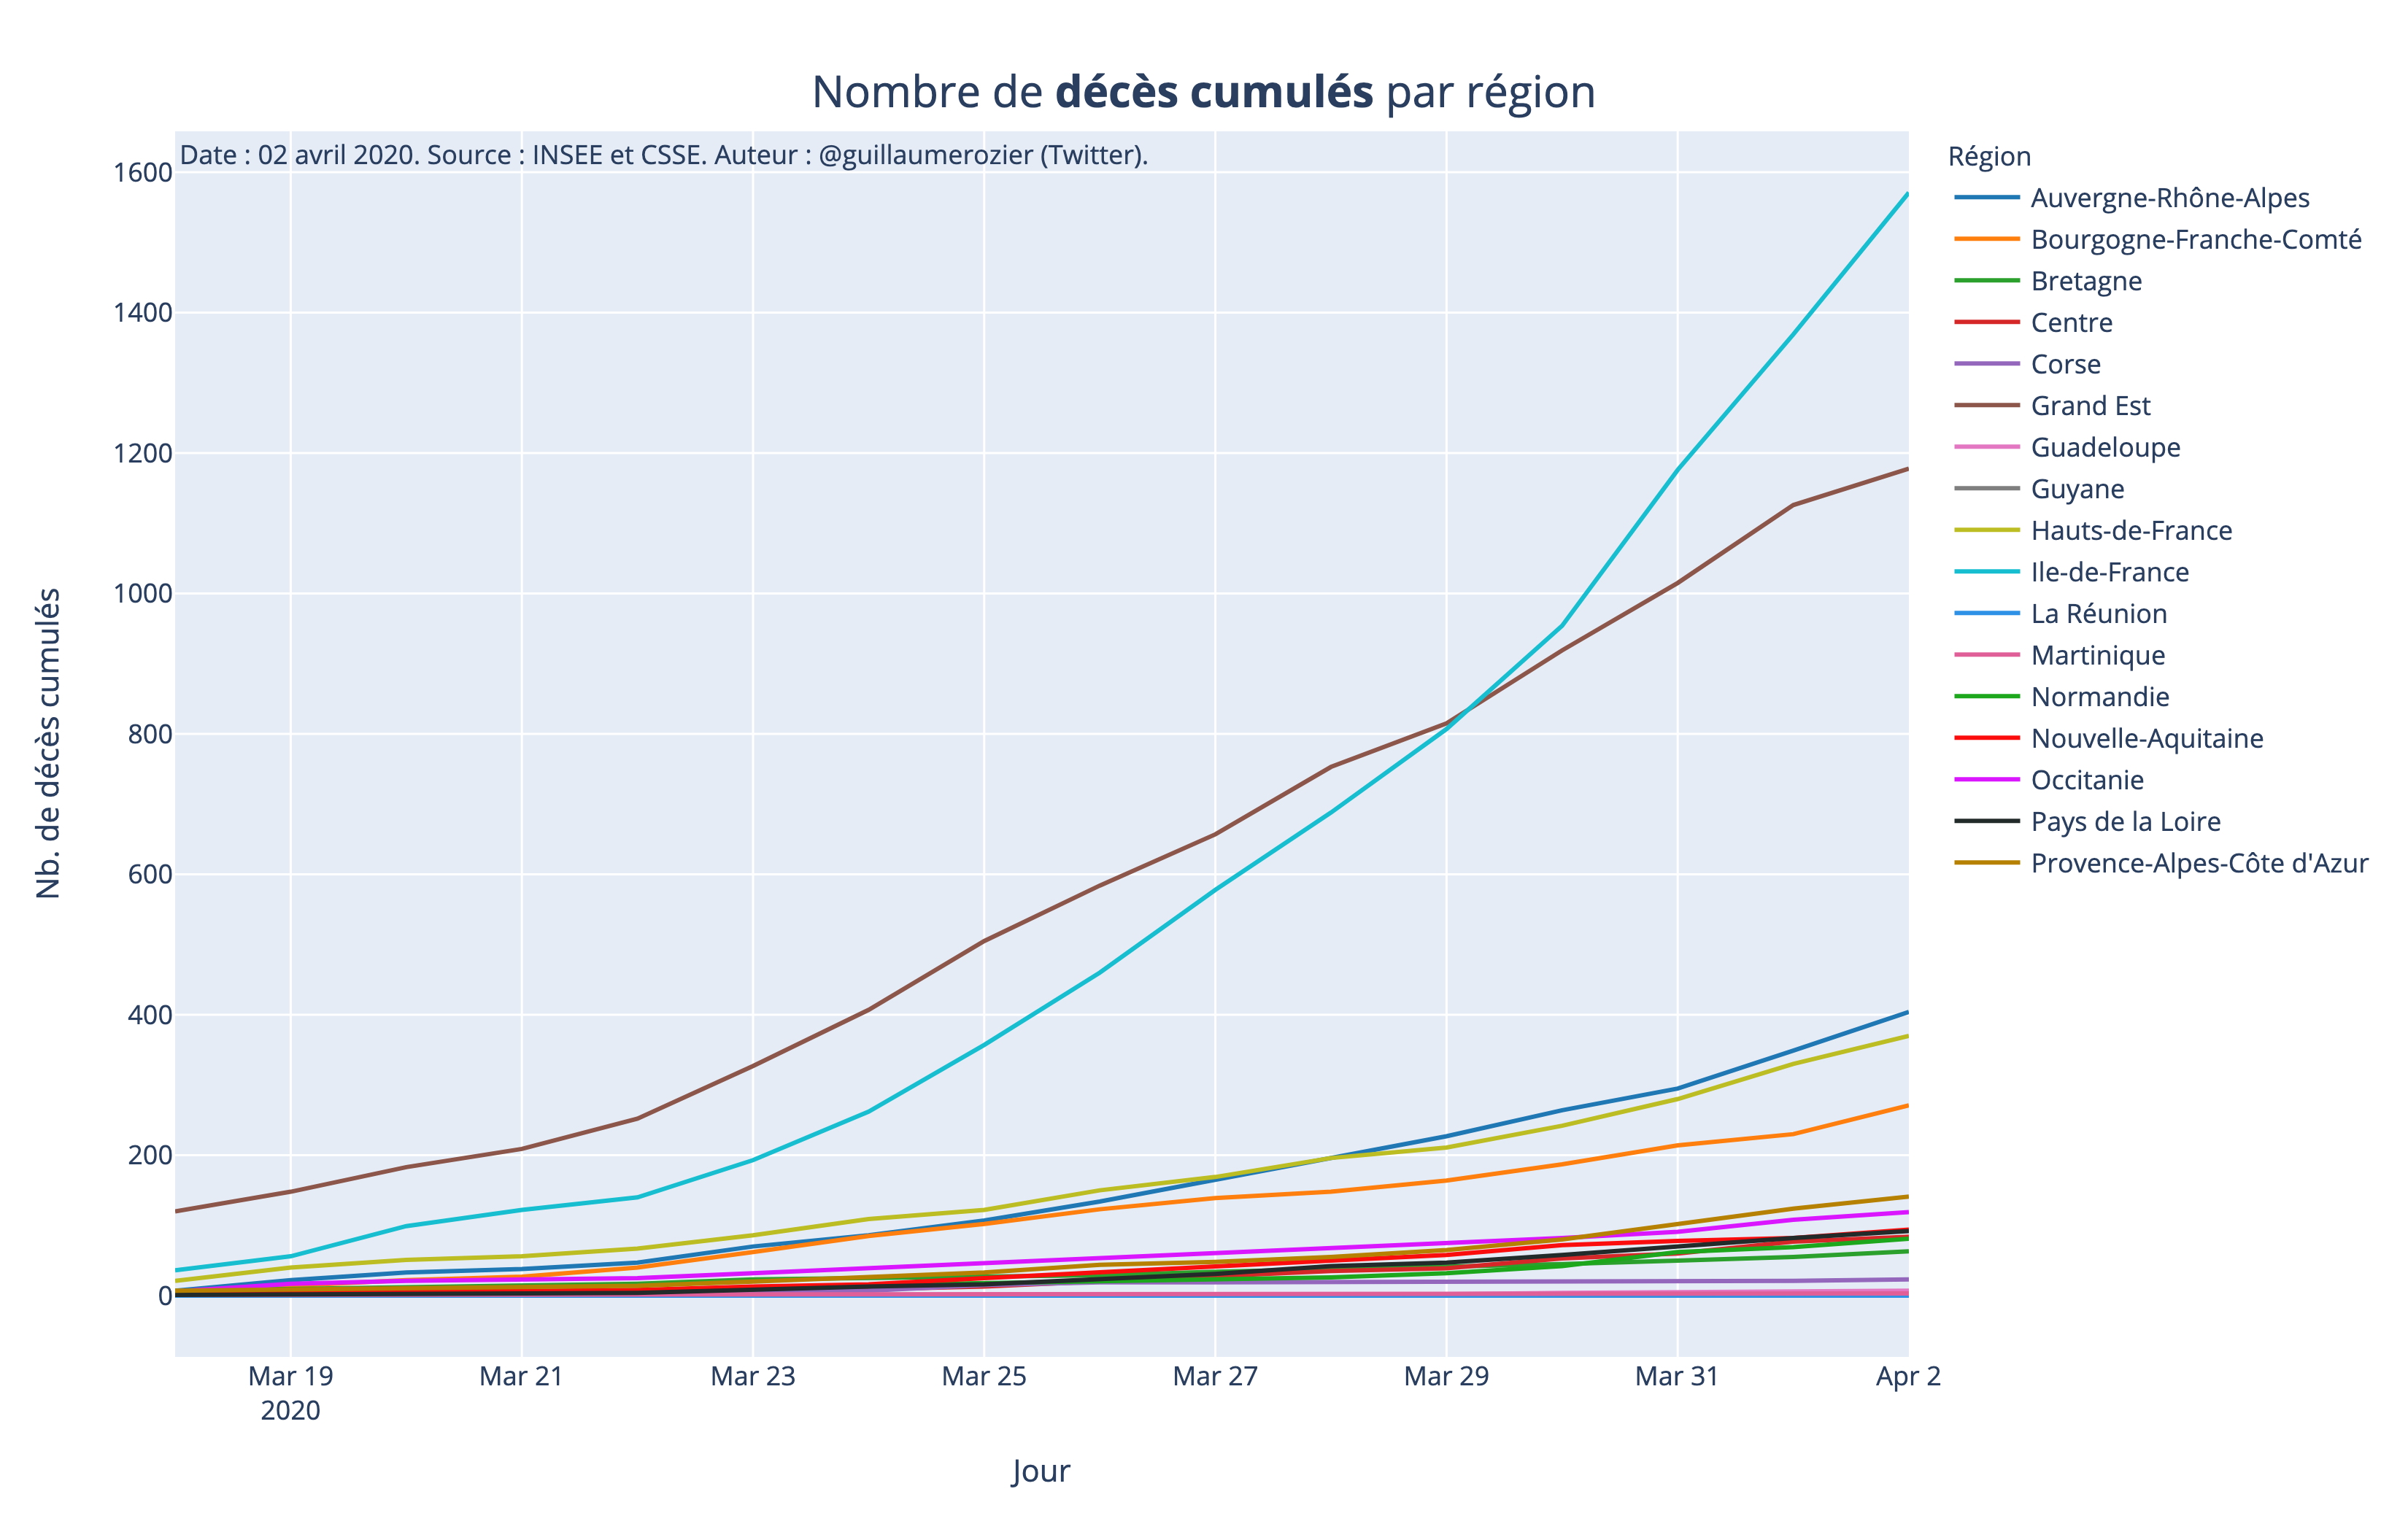 Nombre de décès cumulés par région
Date : 02 avril 2020. Source : INSEE et CSSE. Auteur : @guillaumerozier (Twitter).
Nb. de décès cumulés
1600
1400
1200
1000
800
600
400
200
0
Mar 19
2020
Mar 21
Mar 23
Mar 25
Mar 27
Mar 29
Mar 31
Apr 2
Jour
Région
Auvergne-Rhône-Alpes
Bourgogne-Franche-Comté
Bretagne
Centre
Corse
Grand Est
Guadeloupe
Guyane
Hauts-de-France
Ile-de-France
La Réunion
Martinique
Normandie
Nouvelle-Aquitaine
Occitanie
Pays de la Loire
Provence-Alpes-Côte d'Azur